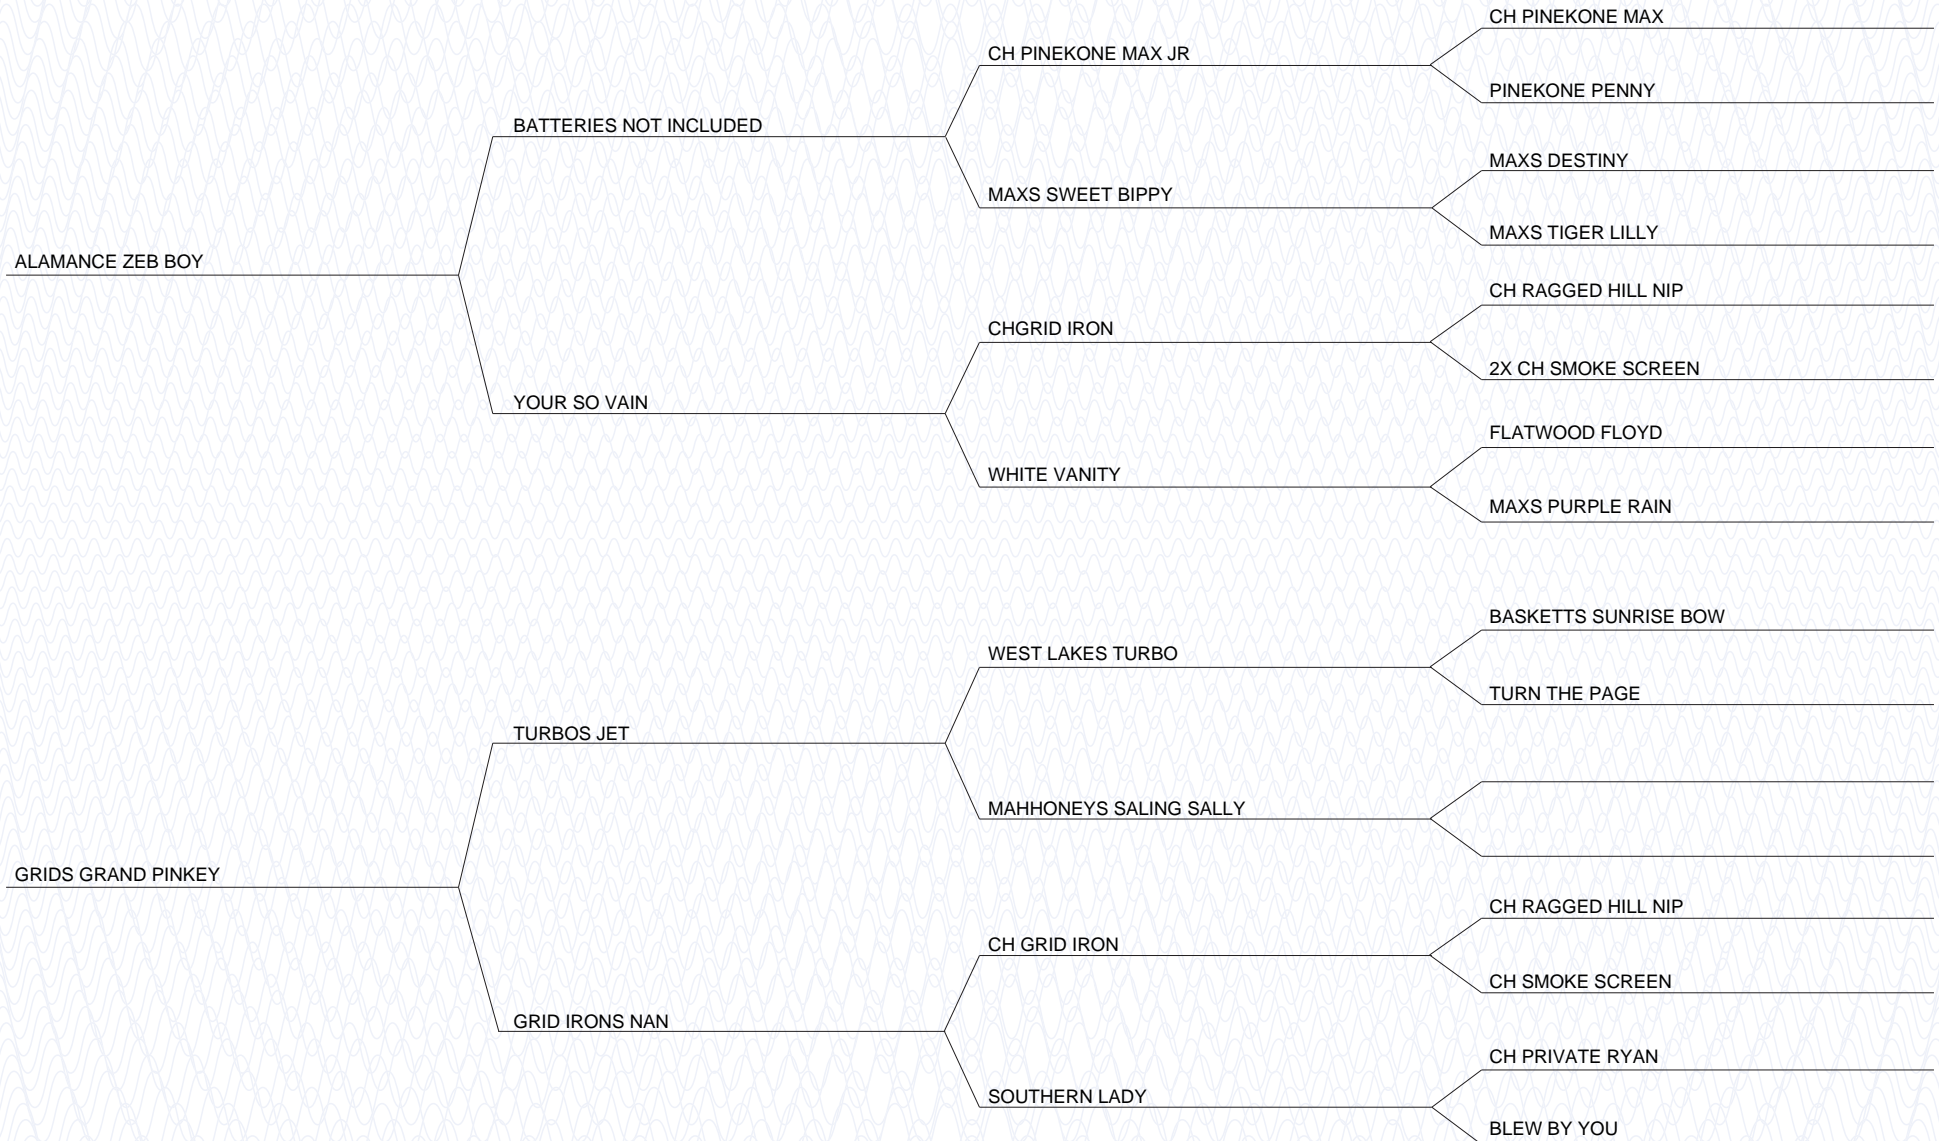 CH PINEKONE MAX
CH PINEKONE MAX JR
PINEKONE PENNY
BATTERIES NOT INCLUDED
MAXS DESTINY
MAXS SWEET BIPPY
MAXS TIGER LILLY
ALAMANCE ZEB BOY
CH RAGGED HILL NIP
CHGRID IRON
2X CH SMOKE SCREEN
YOUR SO VAIN
FLATWOOD FLOYD
WHITE VANITY
MAXS PURPLE RAIN
BASKETTS SUNRISE BOW
WEST LAKES TURBO
TURN THE PAGE
TURBOS JET
MAHHONEYS SALING SALLY
GRIDS GRAND PINKEY
CH RAGGED HILL NIP
CH GRID IRON
CH SMOKE SCREEN
GRID IRONS NAN
CH PRIVATE RYAN
SOUTHERN LADY
BLEW BY YOU